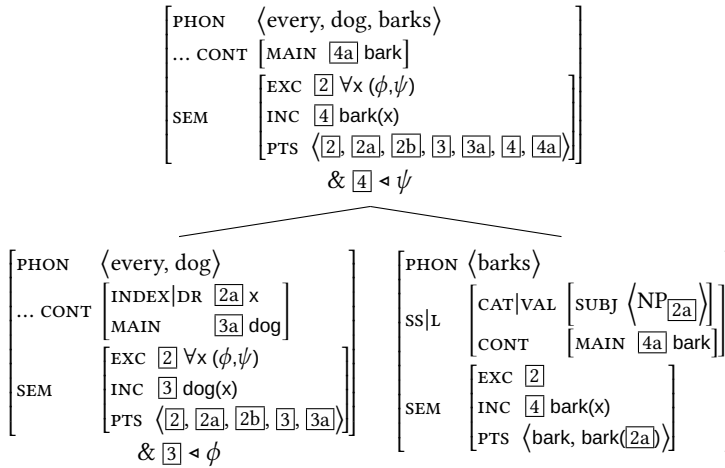 PHON ⟨every, dog, barks⟩
... CONT [MAIN 4a bark]
SEM
EXC 2 ∀x (ϕ,ψ)
INC 4 bark(x)
PTS ⟨2, 2a, 2b, 3, 3a, 4, 4a⟩
& 4 ◂ ψ
PHON ⟨every, dog⟩
... CONT
INDEX|DR 2a x
MAIN 3a dog
SEM
EXC 2 ∀x (ϕ,ψ)
INC 3 dog(x)
PTS ⟨2, 2a, 2b, 3, 3a⟩
& 3 ◂ ϕ
PHON ⟨barks⟩
SS|L
CAT|VAL [SUBJ ⟨NP 2a⟩]
CONT [MAIN 4a bark]
SEM
EXC 2
INC 4 bark(x)
PTS ⟨bark, bark(2a)⟩